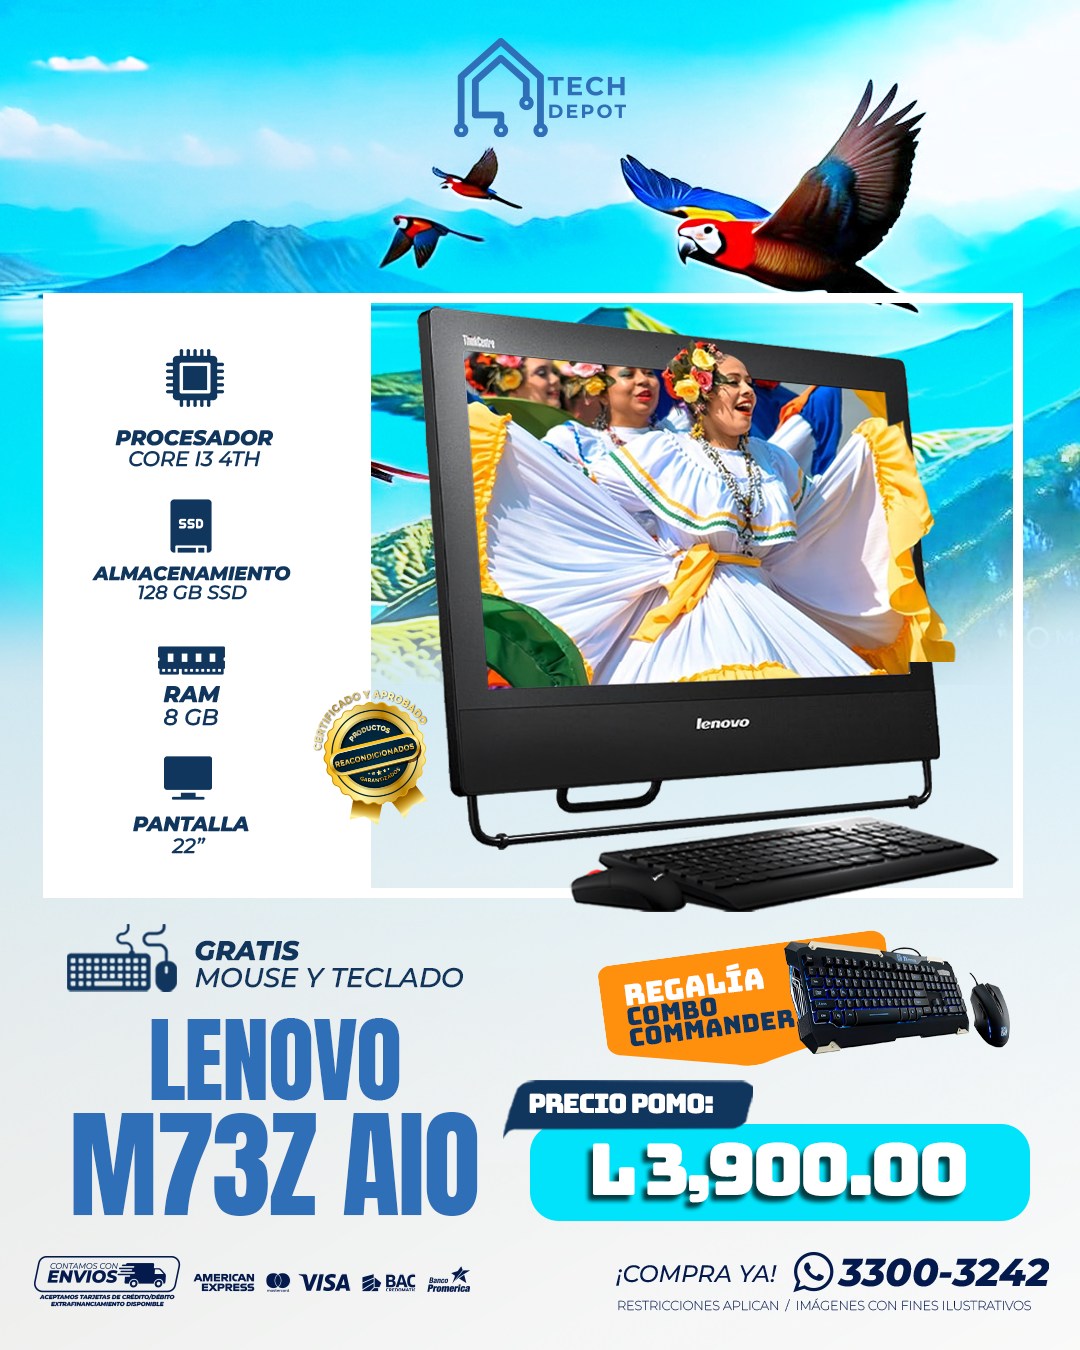 TECH
DEPOT
ThinkCentre
PROCESADOR
CORE I3 4TH
SSD
ALMACENAMIENTO
128 GB SSD
RAM
8 GB
PANTALLA
22”
CERTIFICADO Y APROBADO
PRODUCTOS
REACONDICIONADOS
GARANTIZADOS
lenovo
GRATIS
MOUSE Y TECLADO
REGALÍA
COMBO
COMMANDER
LENOVO
M73Z AIO
PRECIO POMO:
L 3,900.00
CONTAMOS CON
ENVIOS
ACEPTAMOS TARJETAS DE CRÉDITO/DÉBITO
EXTRAFINANCIAMIENTO DISPONIBLE
AMERICAN
EXPRESS
mastercard
VISA
BAC
CREDOMATIC
Banco
Promerica
¡COMPRA YA! 3300-3242
RESTRICCIONES APLICAN / IMÁGENES CON FINES ILUSTRATIVOS